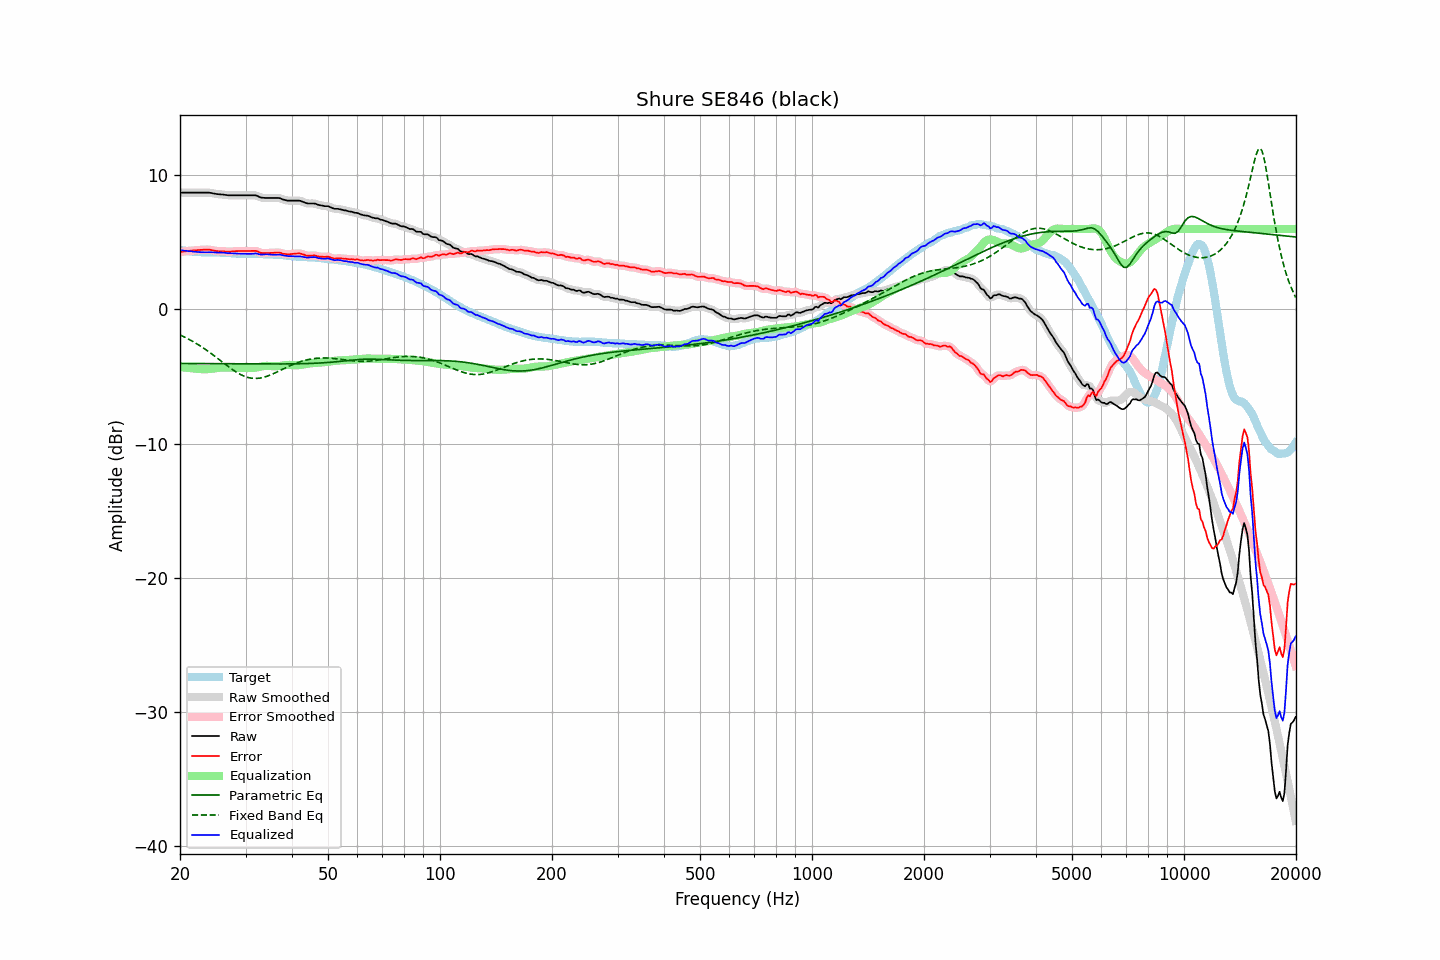 Shure SE846 (black)
Amplitude (dBr)
10
0
−10
−20
−30
−40
Target
Raw Smoothed
Error Smoothed
Raw
Error
Equalization
Parametric Eq
Fixed Band Eq
Equalized
20
50
100
200
500
1000
2000
5000
10000
20000
Frequency (Hz)